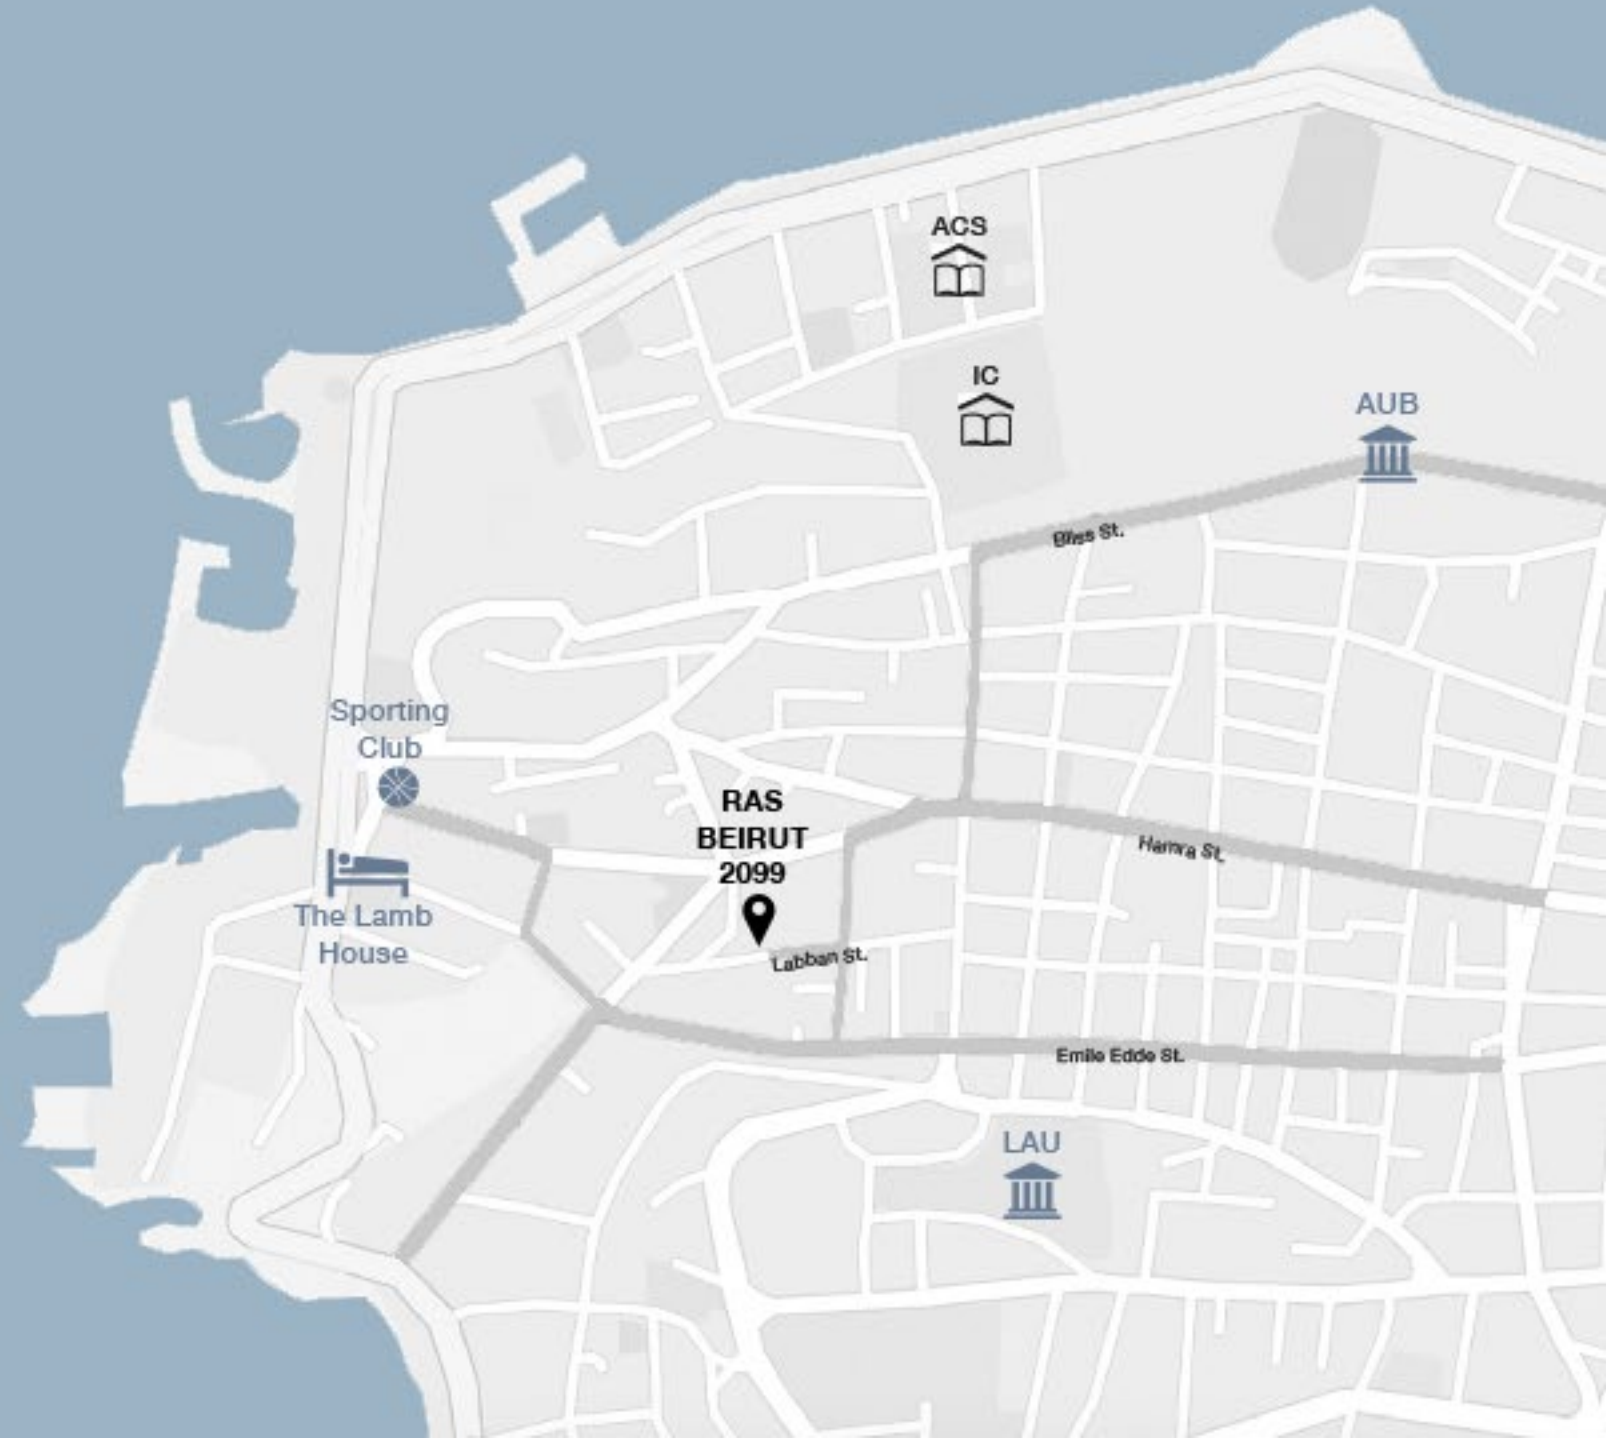 ACS
IC
AUB
Bliss St.
Sporting
Club
RAS
BEIRUT
2099
Hamra St.
The Lamb
House
Labban St.
Emile Edde St.
LAU